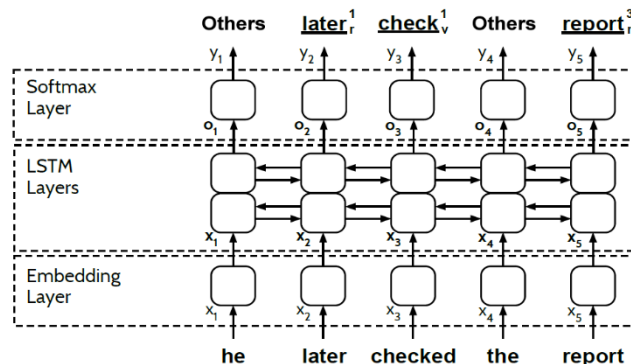 Others later¹ᵣ check¹ᵥ Others report³ₙ
y₁ y₂ y₃ y₄ y₅
Softmax
Layer
o₁ o₂ o₃ o₄ o₅
LSTM
Layers
x₁ x₂ x₃ x₄ x₅
Embedding
Layer
x₁ x₂ x₃ x₄ x₅
he later checked the report